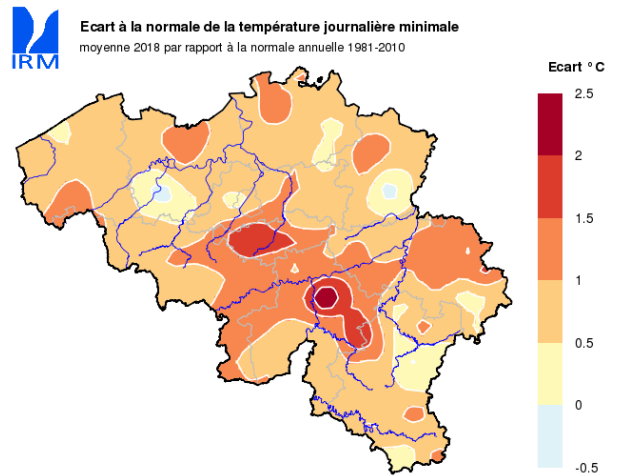 Ecart à la normale de la température journalière minimale
moyenne 2018 par rapport à la normale annuelle 1981-2010
IRM
Ecart °C
2.5
2
1.5
1
0.5
0
-0.5